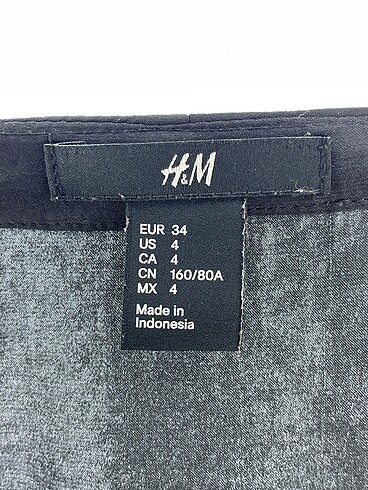 H&M
EUR 34
US 4
CA 4
CN 160/80A
MX 4
Made in
Indonesia